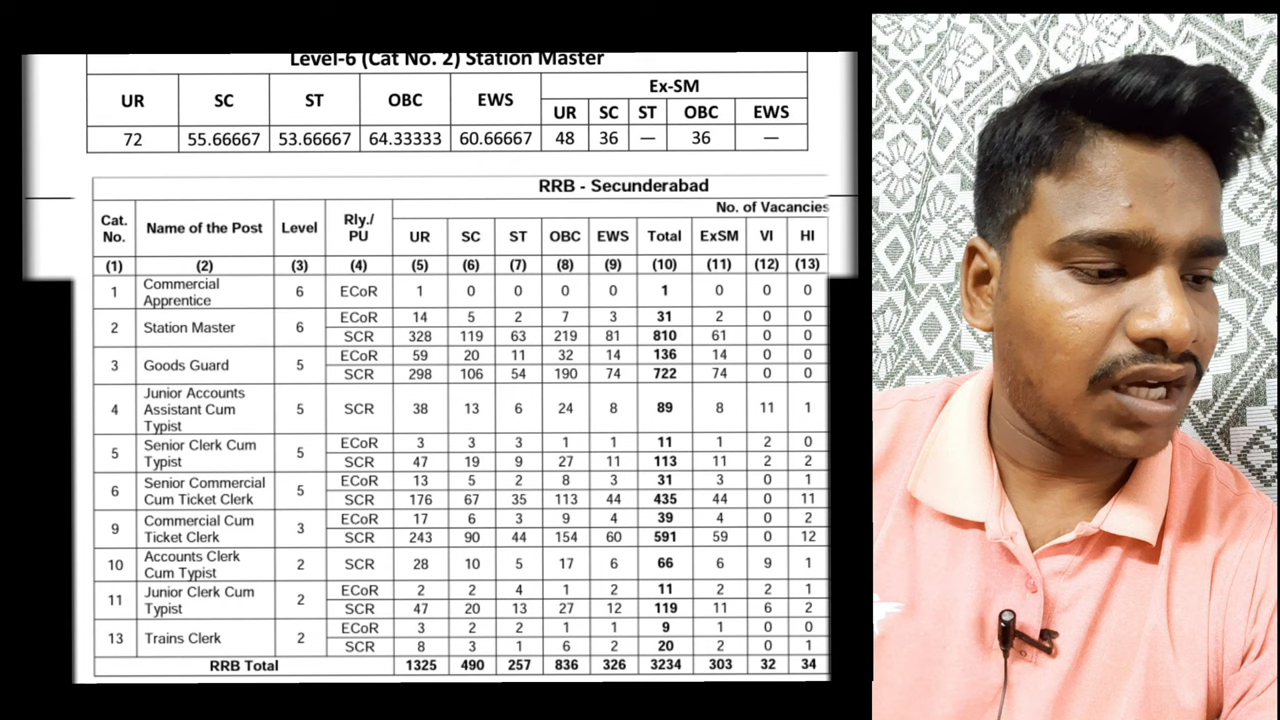 Level-6 (Cat No. 2) Station Master
UR SC ST OBC EWS Ex-SM
UR SC ST OBC EWS
72 55.66667 53.66667 64.33333 60.66667 48 36 — 36 —
RRB - Secunderabad
Cat. No. Name of the Post Level Rly./ PU No. of Vacancies
UR SC ST OBC EWS Total ExSM VI HI
(1) (2) (3) (4) (5) (6) (7) (8) (9) (10) (11) (12) (13)
1 Commercial Apprentice 6 ECoR 1 0 0 0 0 1 0 0 0
2 Station Master 6 ECoR 14 5 2 7 3 31 2 0 0
SCR 328 119 63 219 81 810 61 0 0
3 Goods Guard 5 ECoR 59 20 11 32 14 136 14 0 0
SCR 298 106 54 190 74 722 74 0 0
4 Junior Accounts Assistant Cum Typist 5 SCR 38 13 6 24 8 89 8 11 1
5 Senior Clerk Cum Typist 5 ECoR 3 3 3 1 1 11 1 2 0
SCR 47 19 9 27 11 113 11 2 2
6 Senior Commercial Cum Ticket Clerk 5 ECoR 13 5 2 8 3 31 3 0 1
SCR 176 67 35 113 44 435 44 0 11
9 Commercial Cum Ticket Clerk 3 ECoR 17 6 3 9 4 39 4 0 2
SCR 243 90 44 154 60 591 59 0 12
10 Accounts Clerk Cum Typist 2 SCR 28 10 5 17 6 66 6 9 1
11 Junior Clerk Cum Typist 2 ECoR 2 2 4 1 2 11 2 2 1
SCR 47 20 13 27 12 119 11 6 2
13 Trains Clerk 2 ECoR 3 2 2 1 1 9 1 0 0
SCR 8 3 1 6 2 20 2 0 1
RRB Total 1325 490 257 836 326 3234 303 32 34